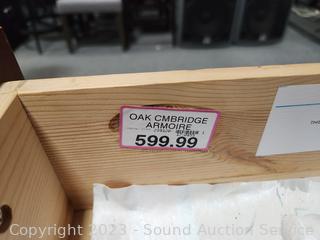 OAK CMBRIDGE
ARMOIRE
599.99
Copyright 2023 - Sound Auction Service